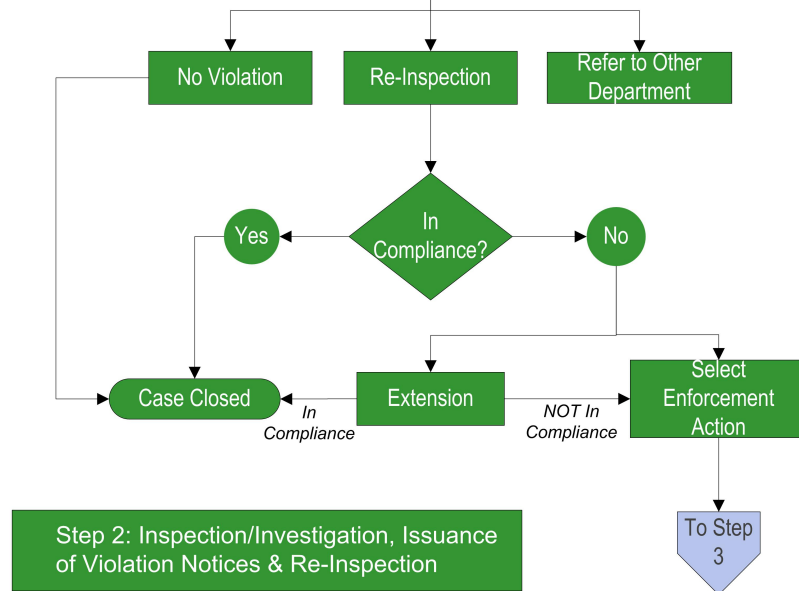 No Violation
Re-Inspection
Refer to Other
Department
In
Compliance?
Yes
No
Case Closed
In
Compliance
Extension
NOT In
Compliance
Select
Enforcement
Action
To Step
3
Step 2: Inspection/Investigation, Issuance
of Violation Notices & Re-Inspection